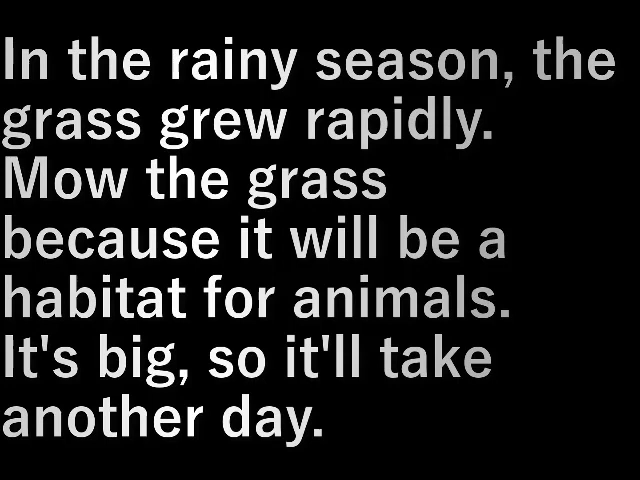 In the rainy season, the
grass grew rapidly.
Mow the grass
because it will be a
habitat for animals.
It's big, so it'll take
another day.